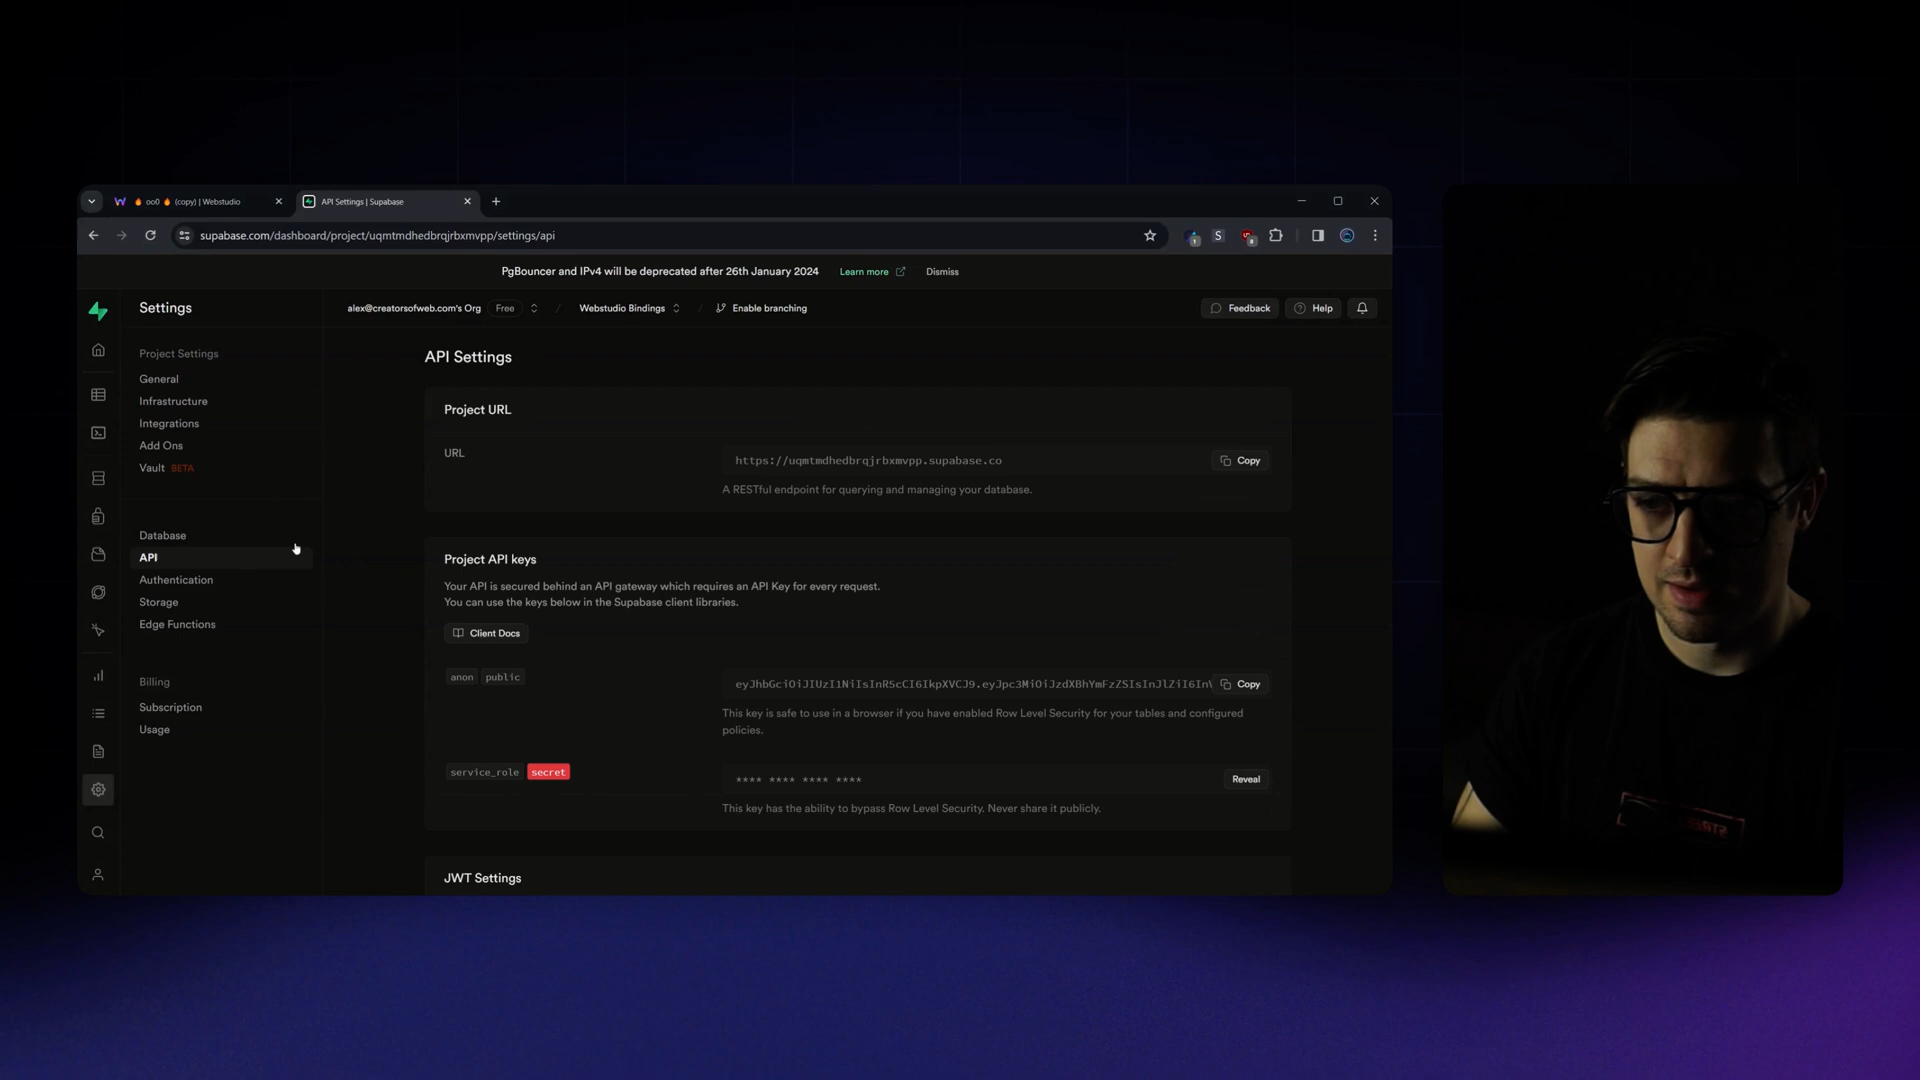 🔥 oo0 🔥 (copy) | Webstudio
API Settings | Supabase
supabase.com/dashboard/project/uqmtmdhedbrqjrbxmvpp/settings/api
1
S
8
PgBouncer and IPv4 will be deprecated after 26th January 2024 Learn more Dismiss
Settings
alex@creatorsofweb.com's Org Free / Webstudio Bindings / Enable branching
Feedback
Help
Project Settings
General
Infrastructure
Integrations
Add Ons
Vault BETA
Database
API
Authentication
Storage
Edge Functions
Billing
Subscription
Usage
API Settings
Project URL
URL
https://uqmtmdhedbrqjrbxmvpp.supabase.co
Copy
A RESTful endpoint for querying and managing your database.
Project API keys
Your API is secured behind an API gateway which requires an API Key for every request.
You can use the keys below in the Supabase client libraries.
Client Docs
anon public
Copy
This key is safe to use in a browser if you have enabled Row Level Security for your tables and configured
policies.
service_role secret
**** **** **** ****
Reveal
This key has the ability to bypass Row Level Security. Never share it publicly.
JWT Settings